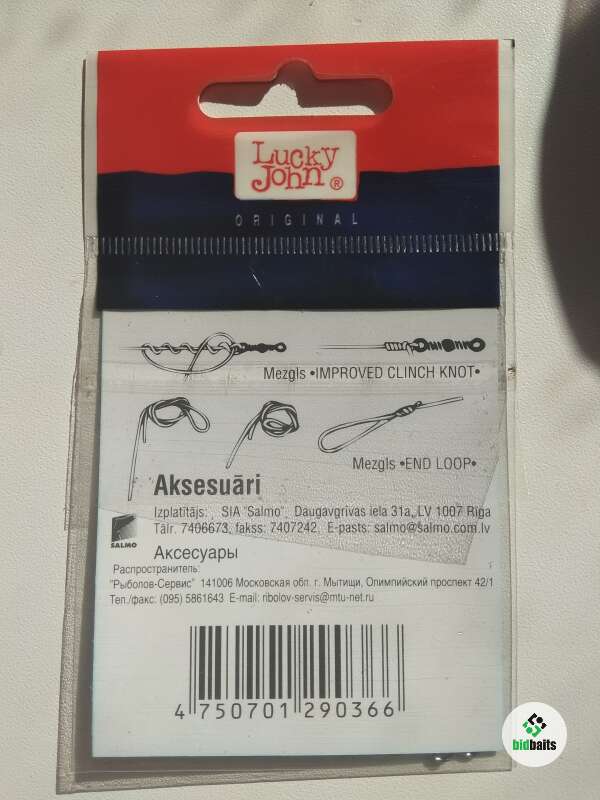 Lucky
John ®
ORIGINAL
Mezgls •IMPROVED CLINCH KNOT•
Mezgls •END LOOP•
Aksesuāri
Izplatītājs: SIA "Salmo", Daugavgrivas iela 31a, LV 1007 Rīga
Tālr. 7406673, fakss: 7407242, E-pasts: salmo@salmo.com.lv
SALMO
Аксесуары
Распространитель:
"Рыболов-Сервис" 141006 Московская обл. г. Мытищи, Олимпийский проспект 42/1
Тел./факс: (095) 5861643 E-mail: ribolov-servis@mtu-net.ru
4 750701 290366
bidbaits